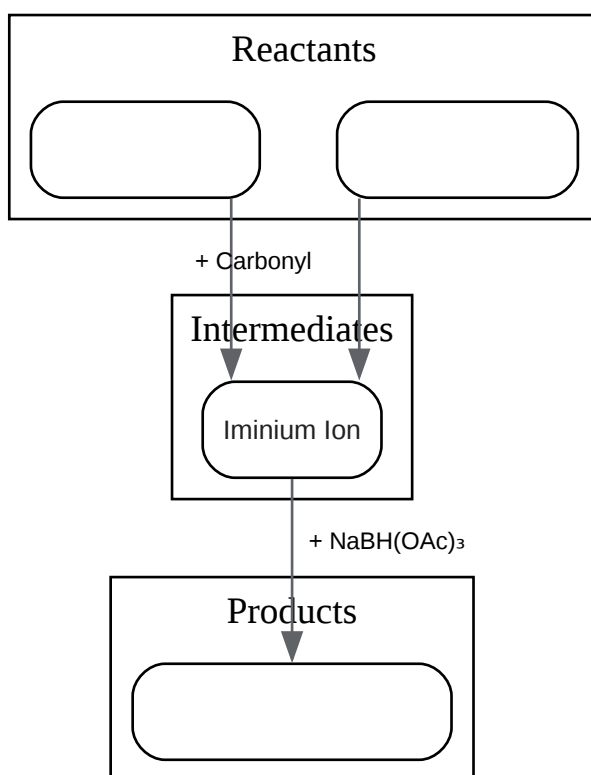 Reactants
+ Carbonyl
Intermediates
Iminium Ion
+ NaBH(OAc)₃
Products